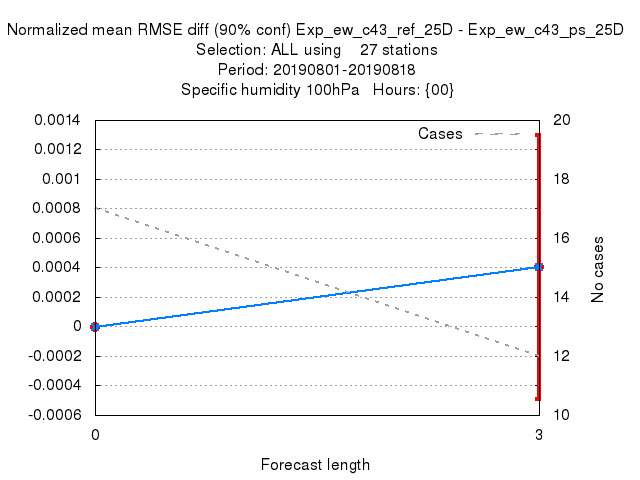 Normalized mean RMSE diff (90% conf) Exp_ew_c43_ref_25D - Exp_ew_c43_ps_25D
Selection: ALL using    27 stations
Period: 20190801-20190818
Specific humidity 100hPa   Hours: {00}
0.0014
0.0012
0.001
0.0008
0.0006
0.0004
0.0002
0
-0.0002
-0.0004
-0.0006
Cases
20
18
16
14
12
10
No cases
0
3
Forecast length